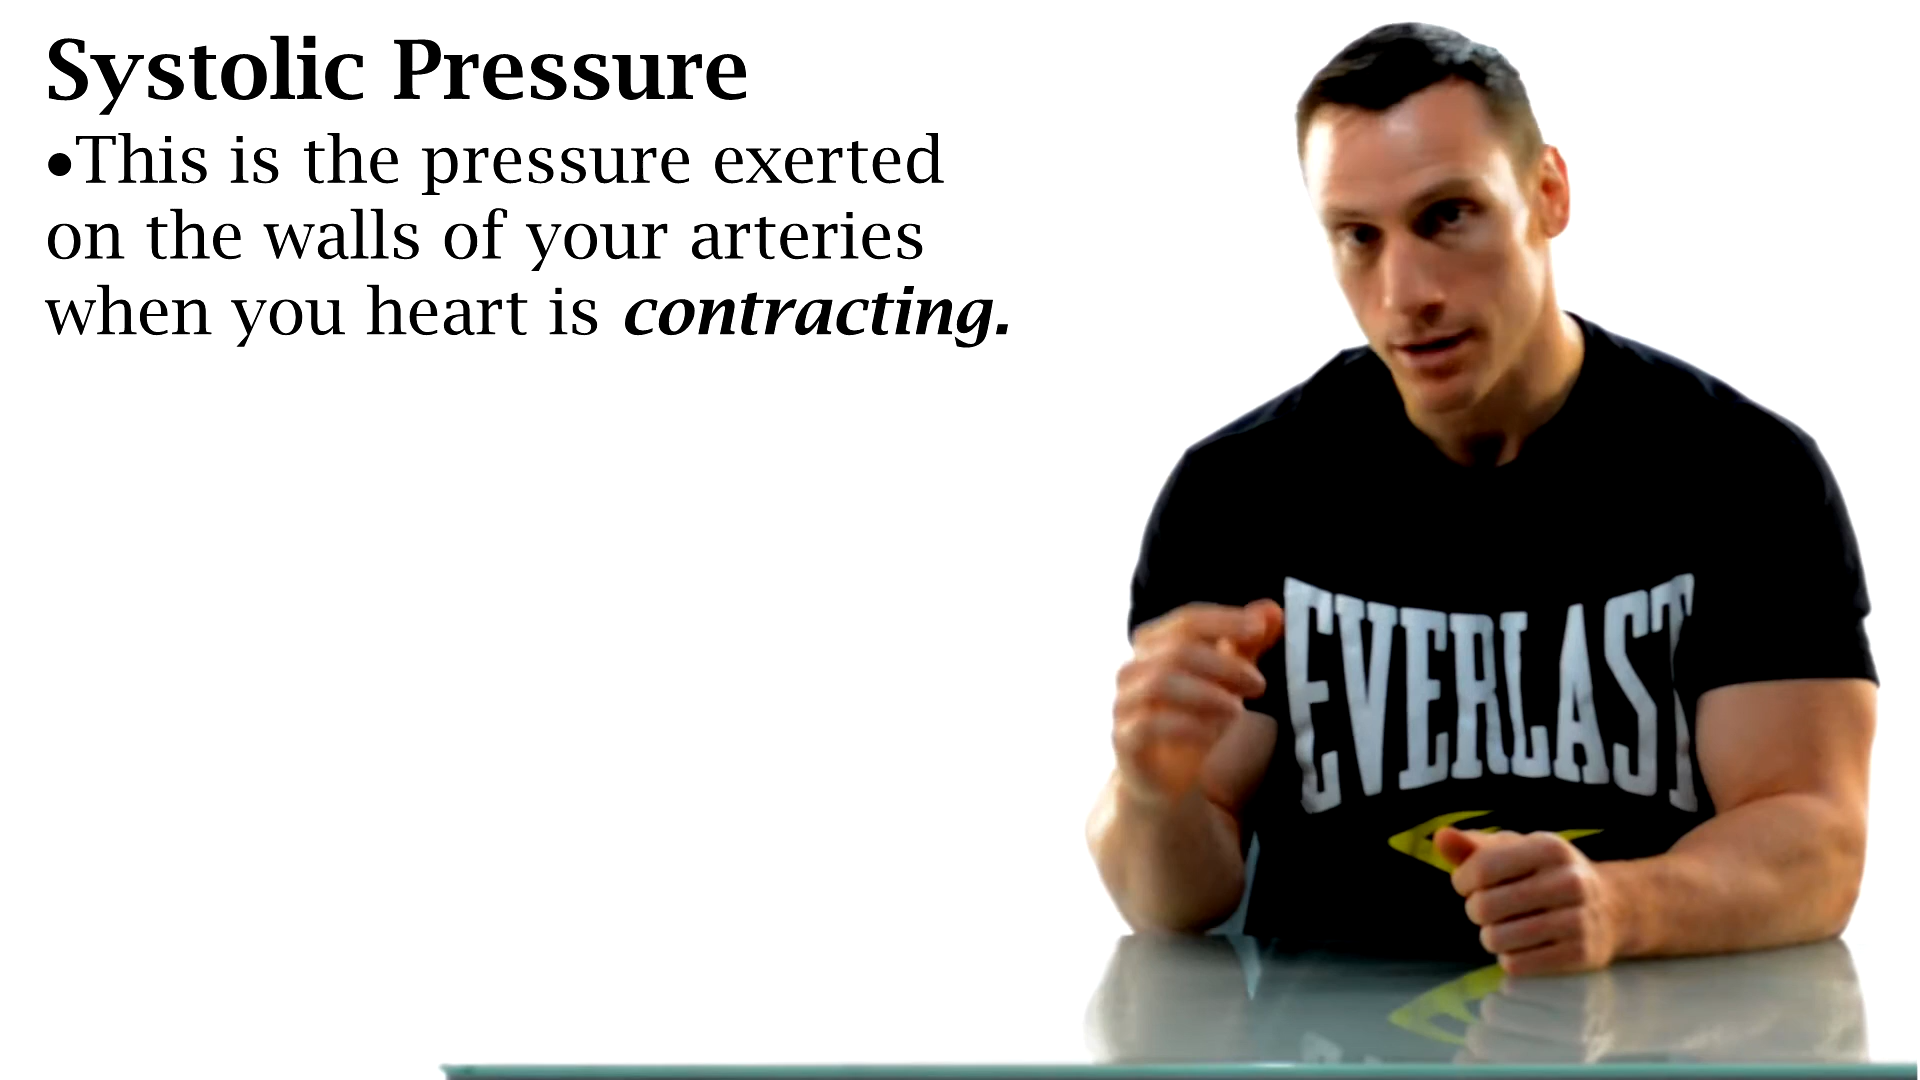 Systolic Pressure
•This is the pressure exerted
on the walls of your arteries
when you heart is contracting.
EVERLAST